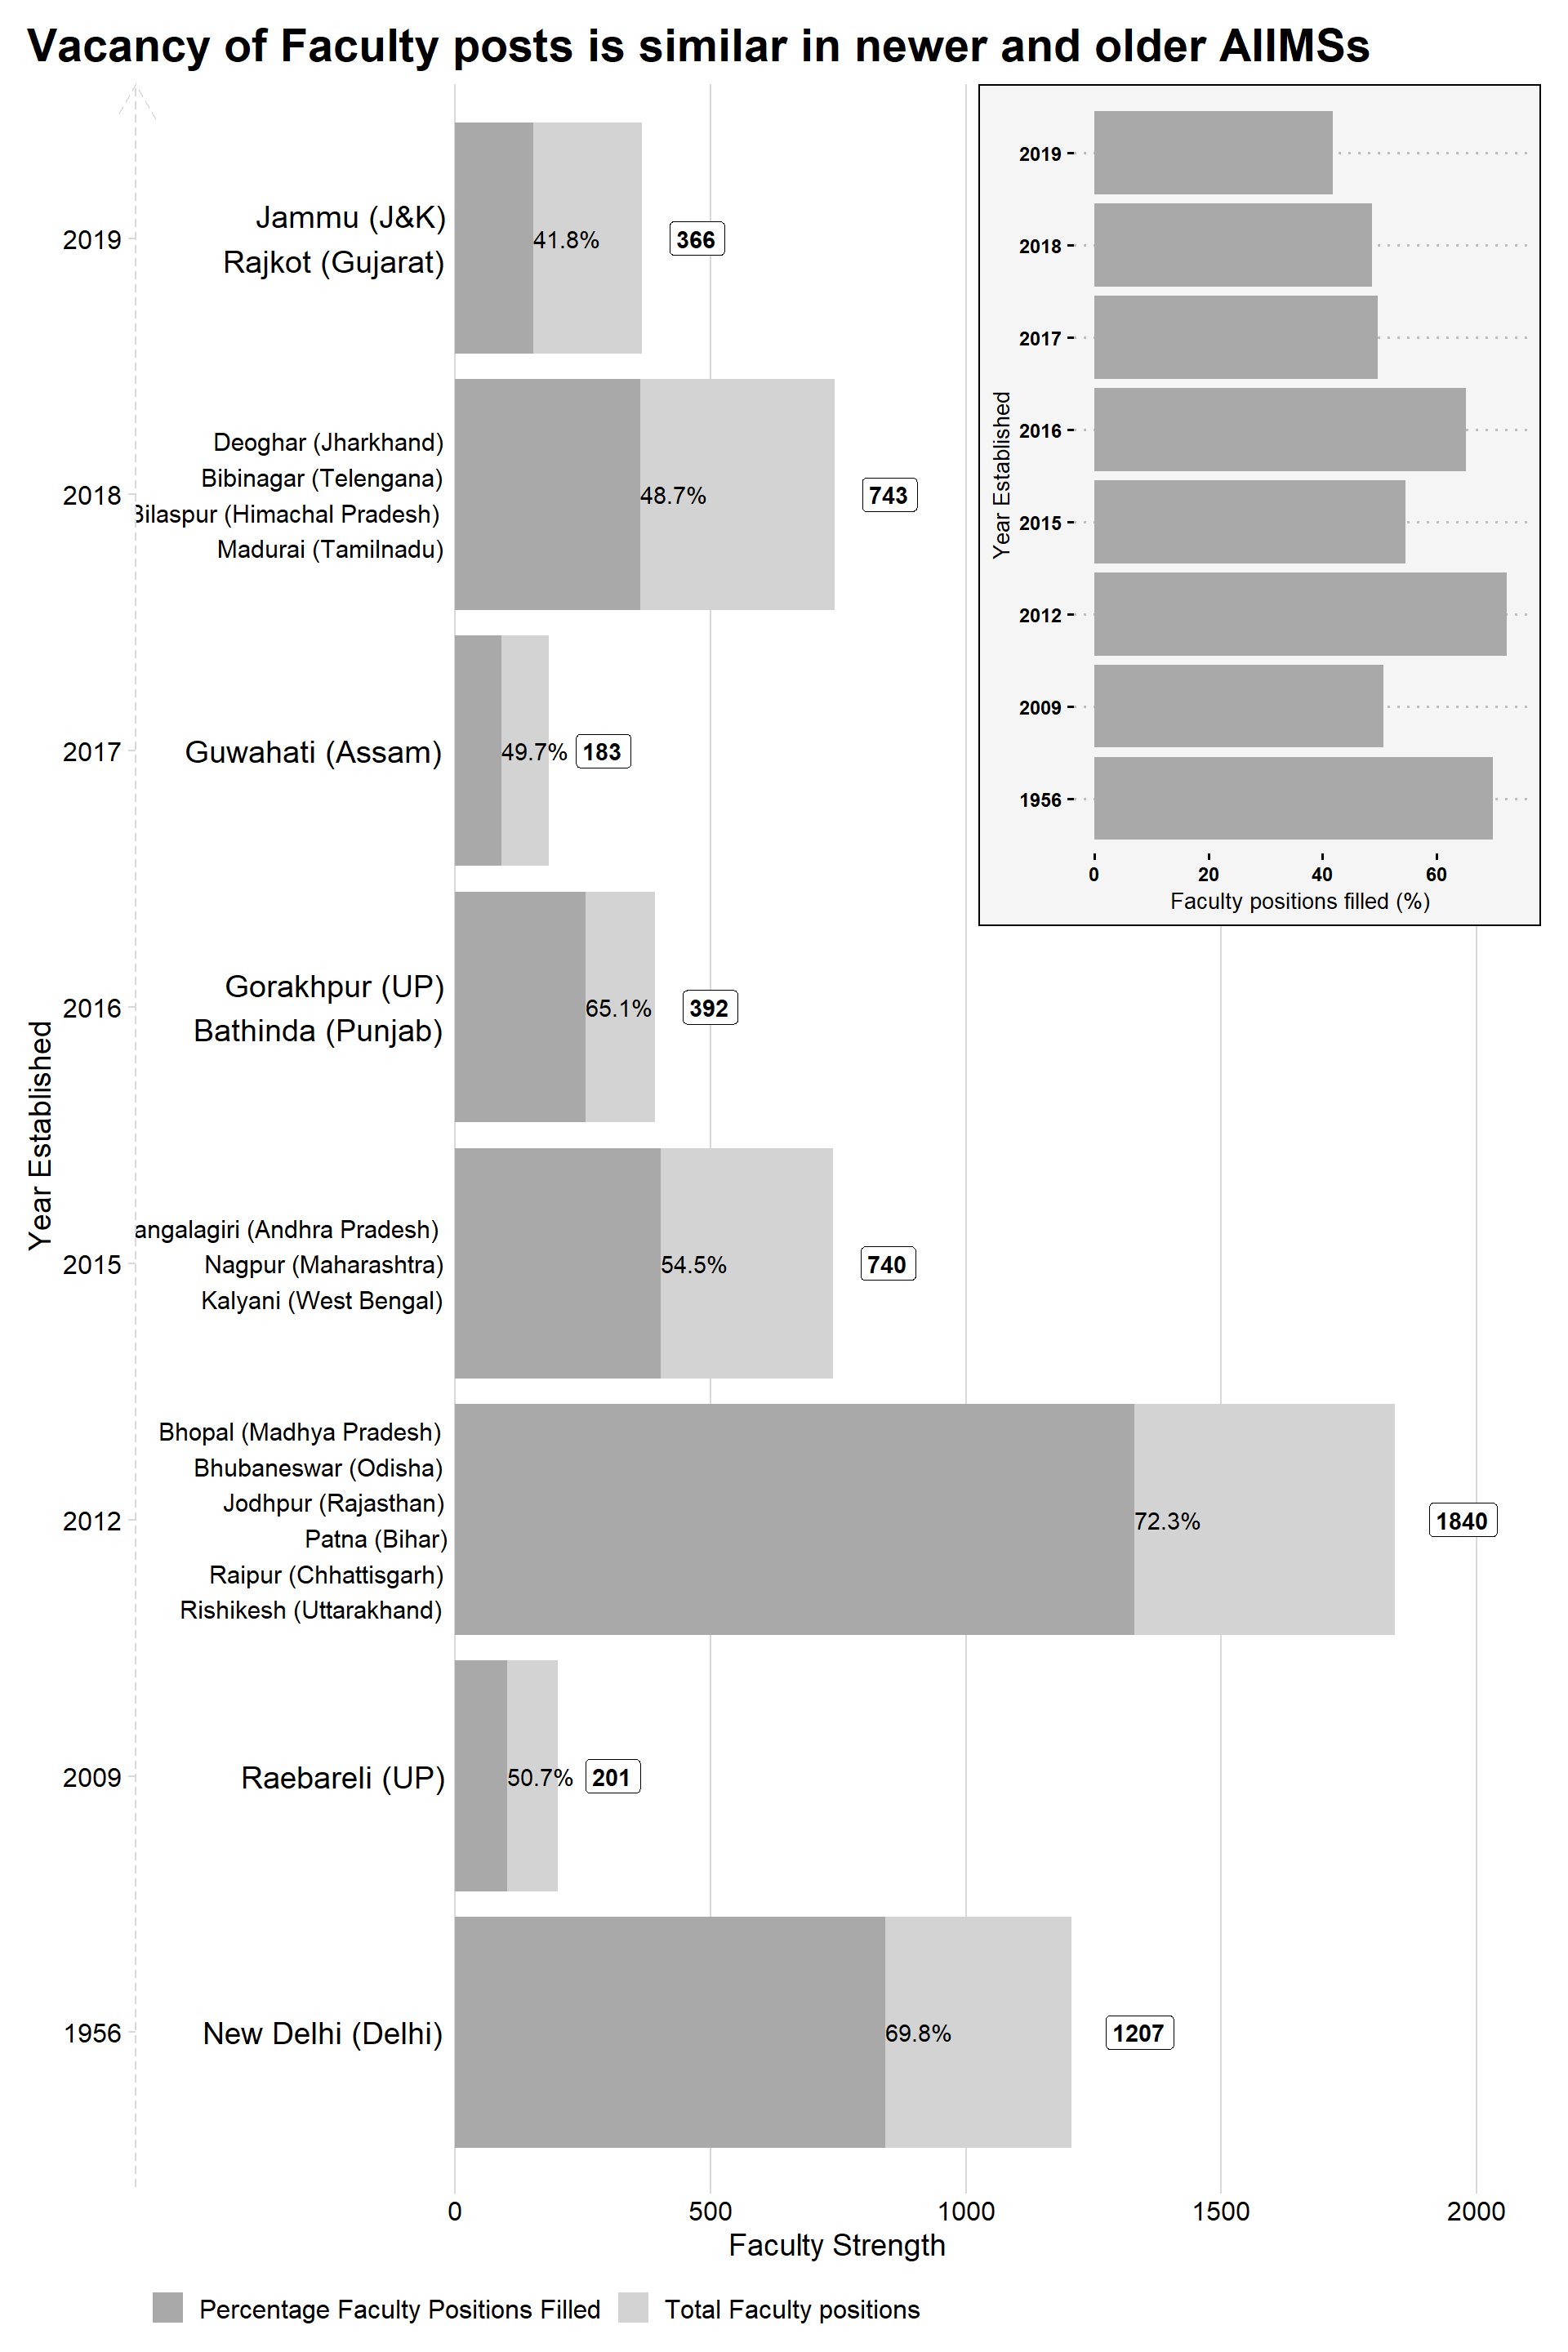 Vacancy of Faculty posts is similar in newer and older AIIMSs
Year Established
2019
Jammu (J&K)
Rajkot (Gujarat)
41.8%
366
2018
Deoghar (Jharkhand)
Bibinagar (Telengana)
Bilaspur (Himachal Pradesh)
Madurai (Tamilnadu)
48.7%
743
2017
Guwahati (Assam)
49.7%
183
2016
Gorakhpur (UP)
Bathinda (Punjab)
65.1%
392
2015
angalagiri (Andhra Pradesh)
Nagpur (Maharashtra)
Kalyani (West Bengal)
54.5%
740
2012
Bhopal (Madhya Pradesh)
Bhubaneswar (Odisha)
Jodhpur (Rajasthan)
Patna (Bihar)
Raipur (Chhattisgarh)
Rishikesh (Uttarakhand)
72.3%
1840
2009
Raebareli (UP)
50.7%
201
1956
New Delhi (Delhi)
69.8%
1207
0 500 1000 1500 2000
Faculty Strength
Percentage Faculty Positions Filled
Total Faculty positions
Year Established
2019
2018
2017
2016
2015
2012
2009
1956
0 20 40 60
Faculty positions filled (%)